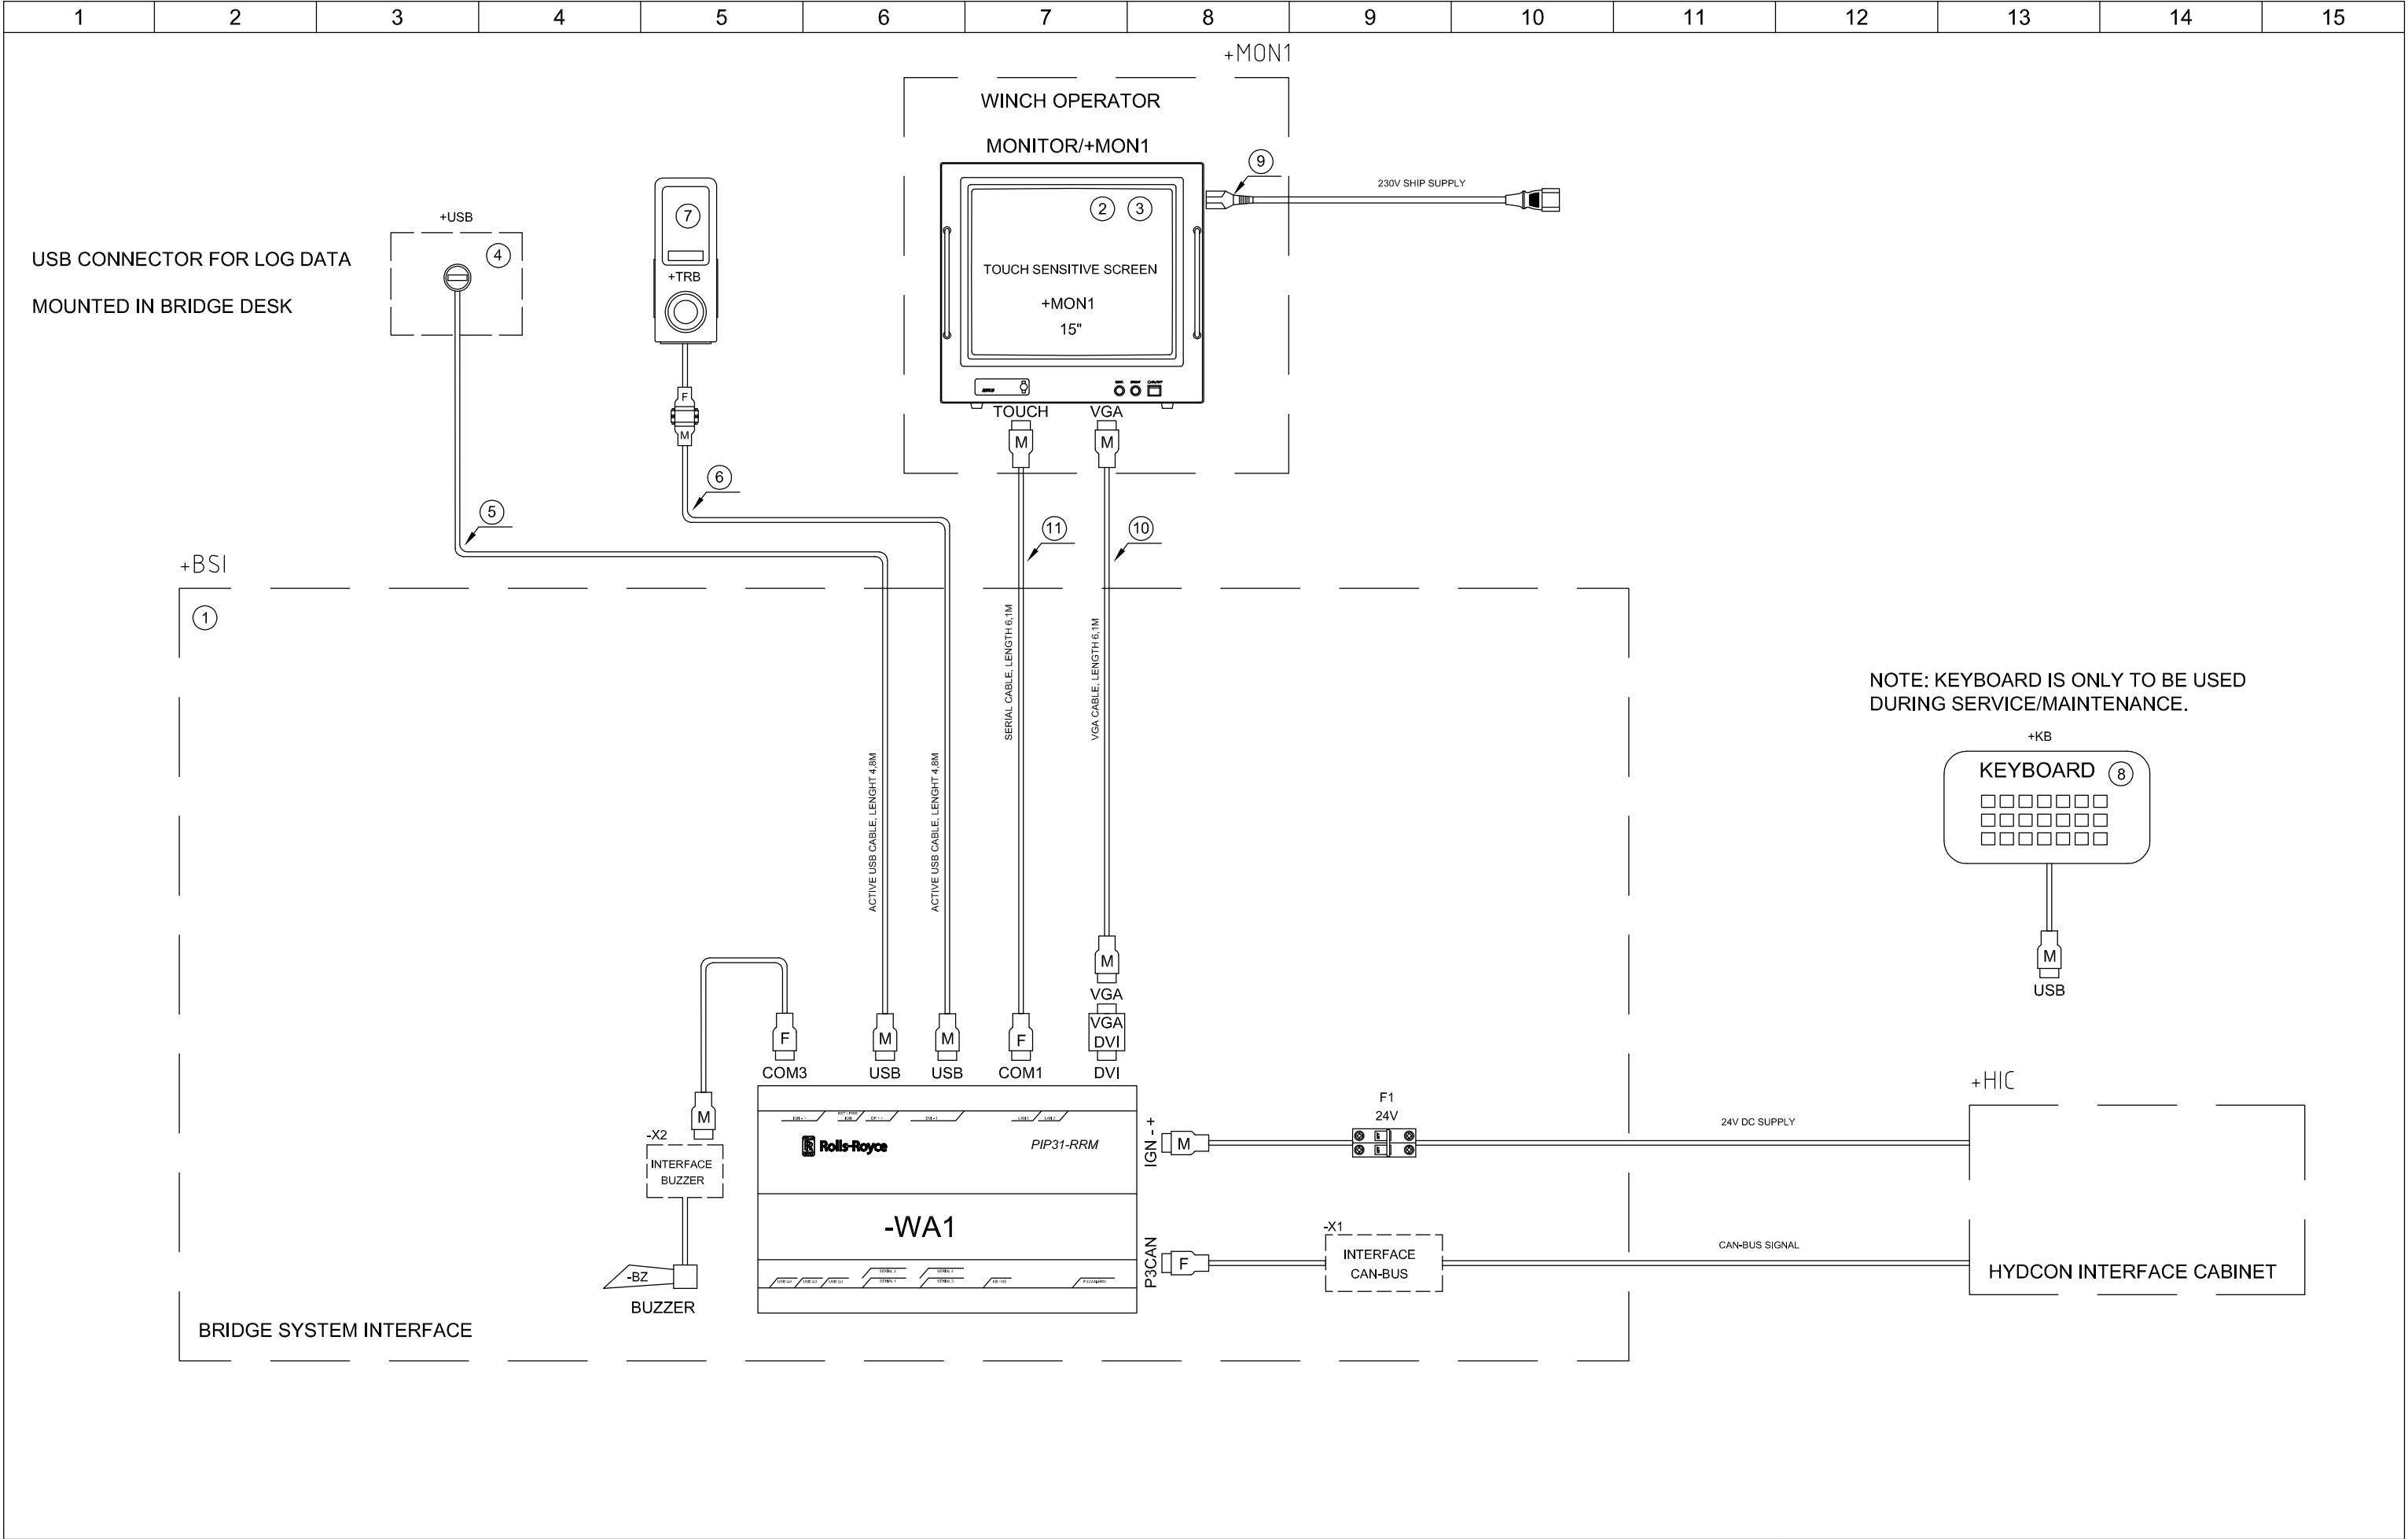 1 2 3 4 5 6 7 8 9 10 11 12 13 14 15
+MON1
WINCH OPERATOR
MONITOR/+MON1
9
230V SHIP SUPPLY
2 3
TOUCH SENSITIVE SCREEN
+MON1
15"
TOUCH VGA
M M
7
+TRB
F
M
+USB
4
USB CONNECTOR FOR LOG DATA
MOUNTED IN BRIDGE DESK
6
5
11
10
+BSI
1
SERIAL CABLE, LENGTH 6,1M
VGA CABLE, LENGTH 6,1M
ACTIVE USB CABLE, LENGHT 4,8M
ACTIVE USB CABLE, LENGHT 4,8M
NOTE: KEYBOARD IS ONLY TO BE USED
DURING SERVICE/MAINTENANCE.
+KB
KEYBOARD 8
M
USB
M
VGA
VGA
DVI
F M M F
COM3 USB USB COM1 DVI
M
-X2
INTERFACE
BUZZER
-BZ
BUZZER
R Rolls-Royce
PIP31-RRM
-WA1
IGN - +
M
P3CAN
F
F1
24V
24V DC SUPPLY
-X1
INTERFACE
CAN-BUS
CAN-BUS SIGNAL
+HIC
HYDCON INTERFACE CABINET
BRIDGE SYSTEM INTERFACE